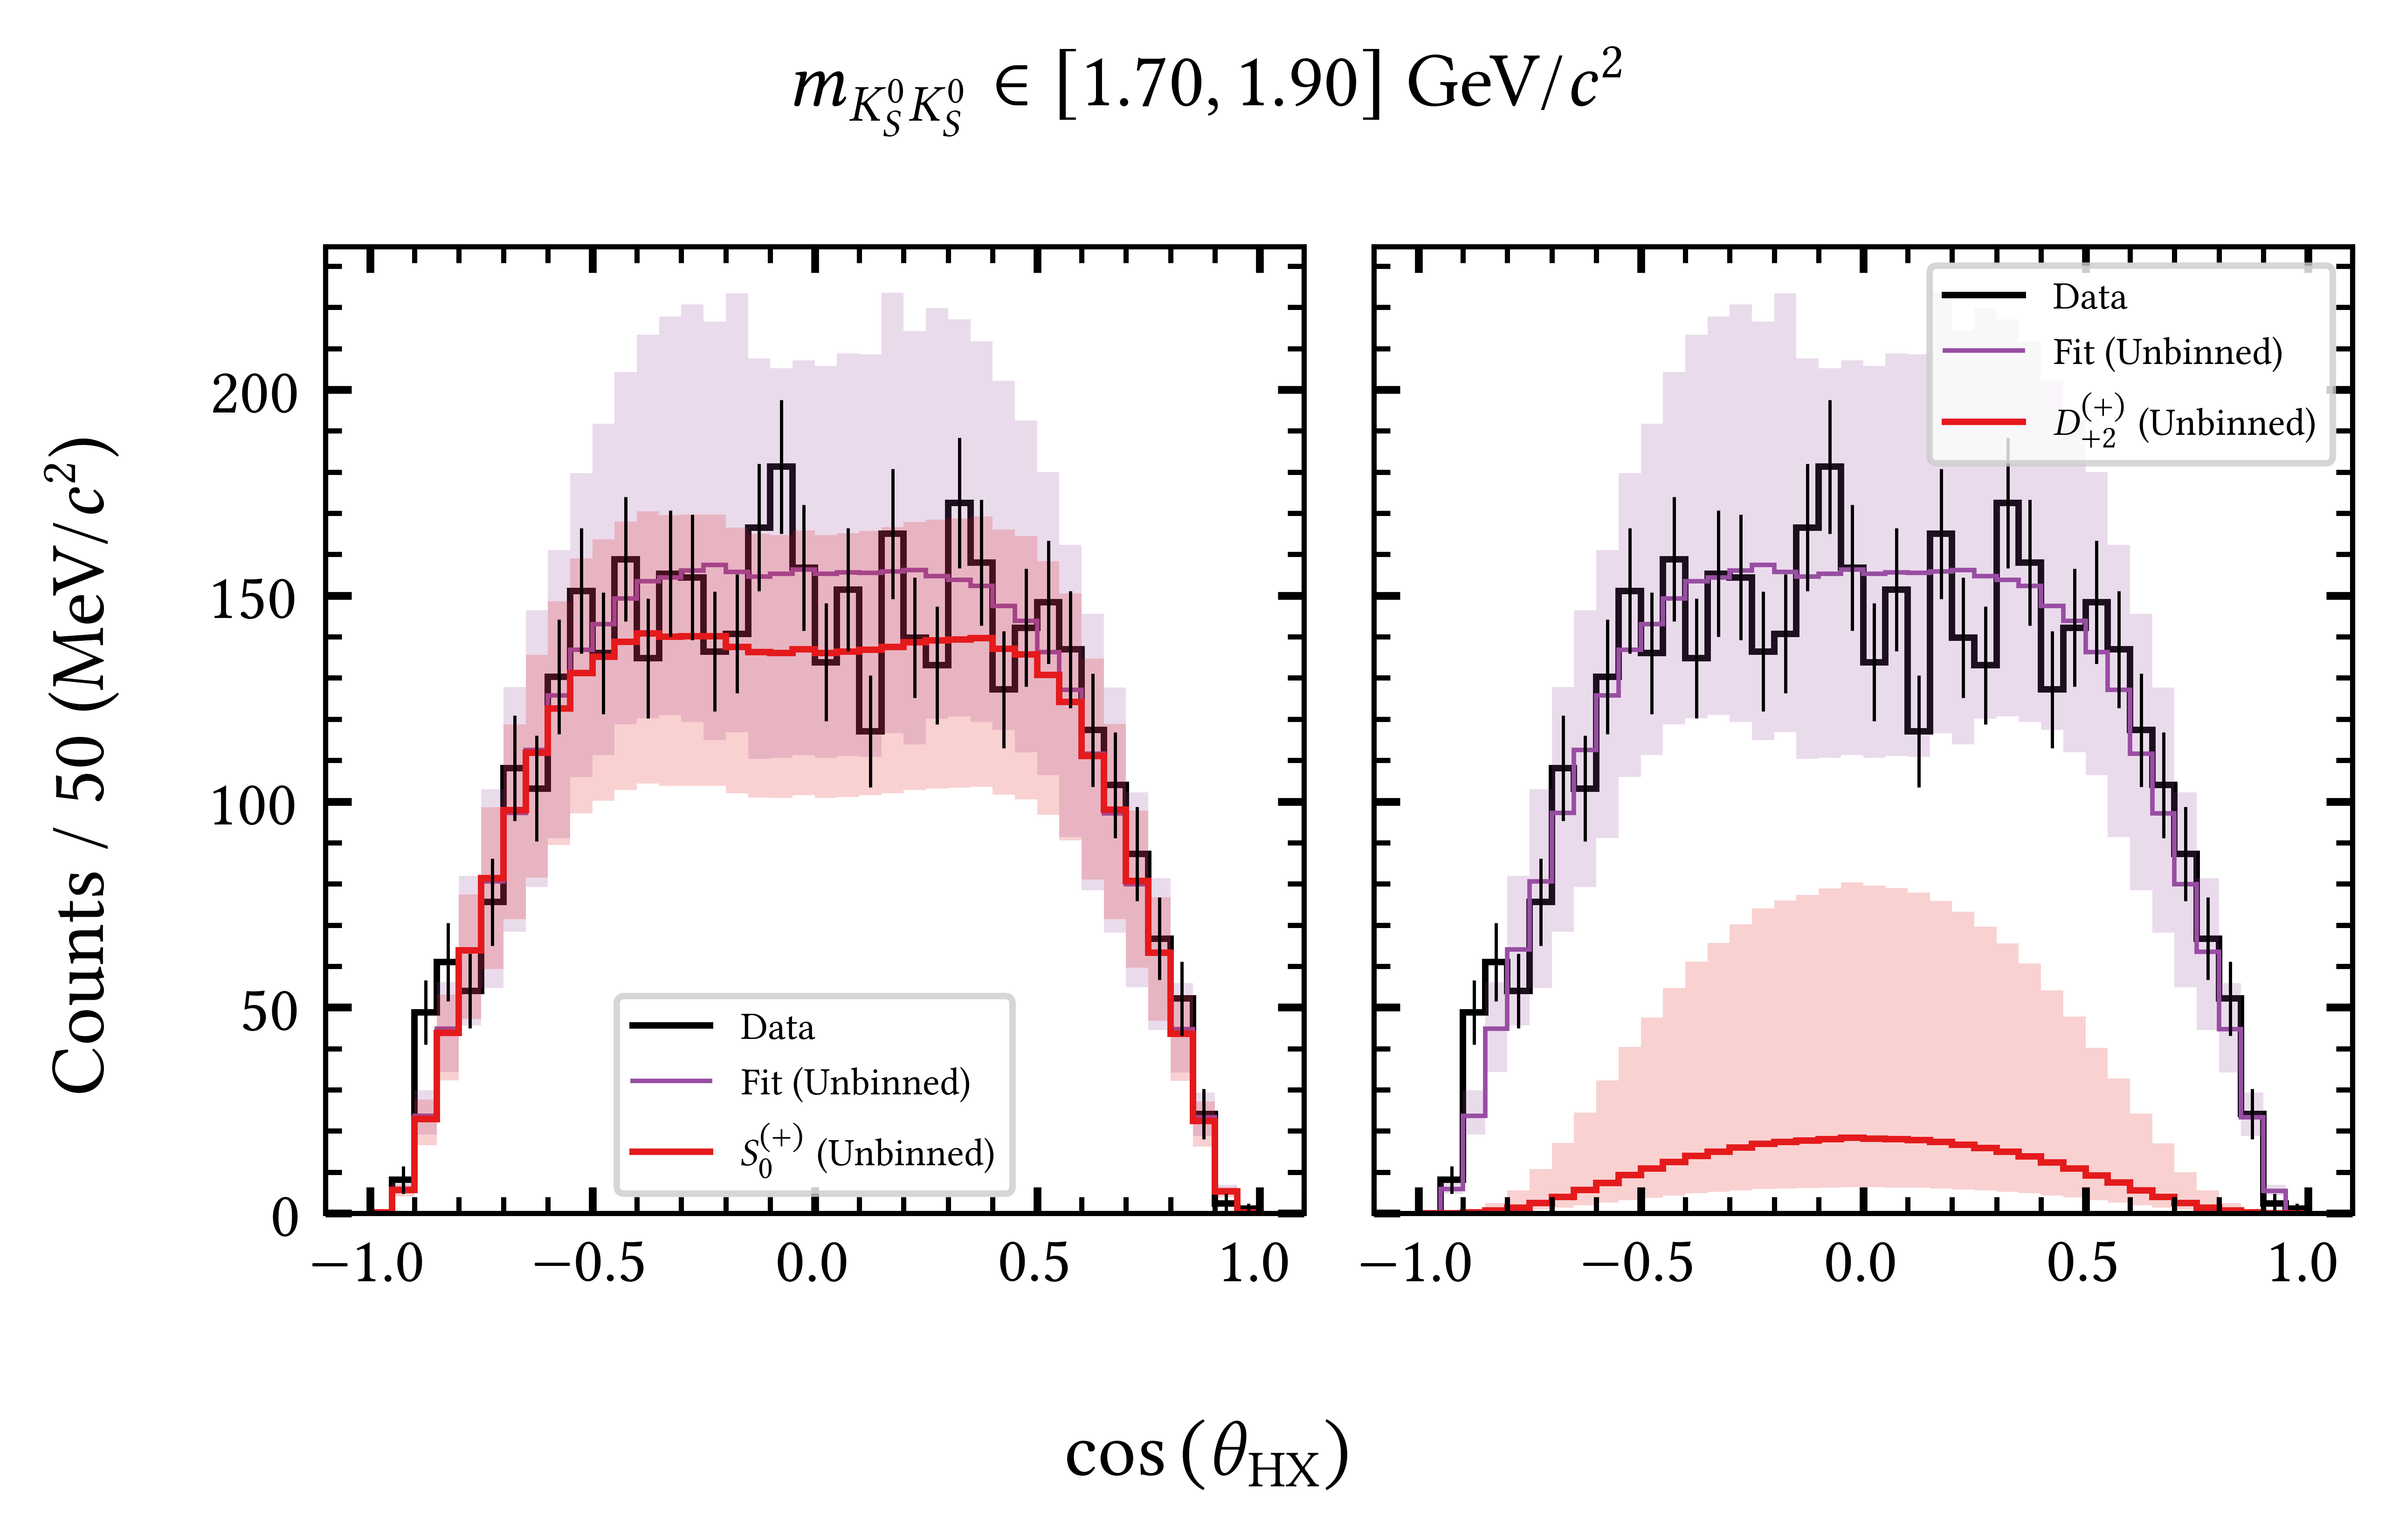 m_{K_S^0 K_S^0} ∈ [1.70, 1.90] GeV/c²
Counts / 50 (MeV/c²)
200
150
100
50
0
Data
Fit (Unbinned)
S_0^{(+)} (Unbinned)
−1.0 −0.5 0.0 0.5 1.0
Data
Fit (Unbinned)
D_{+2}^{(+)} (Unbinned)
−1.0 −0.5 0.0 0.5 1.0
cos (θ_{HX})